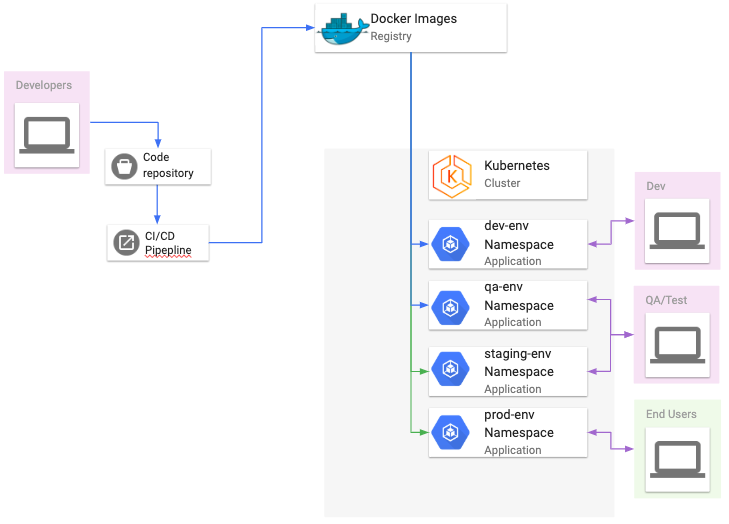 Docker Images
Registry
Developers
Code
repository
CI/CD
Pipepline
Kubernetes
Cluster
dev-env
Namespace
Application
qa-env
Namespace
Application
staging-env
Namespace
Application
prod-env
Namespace
Application
Dev
QA/Test
End Users